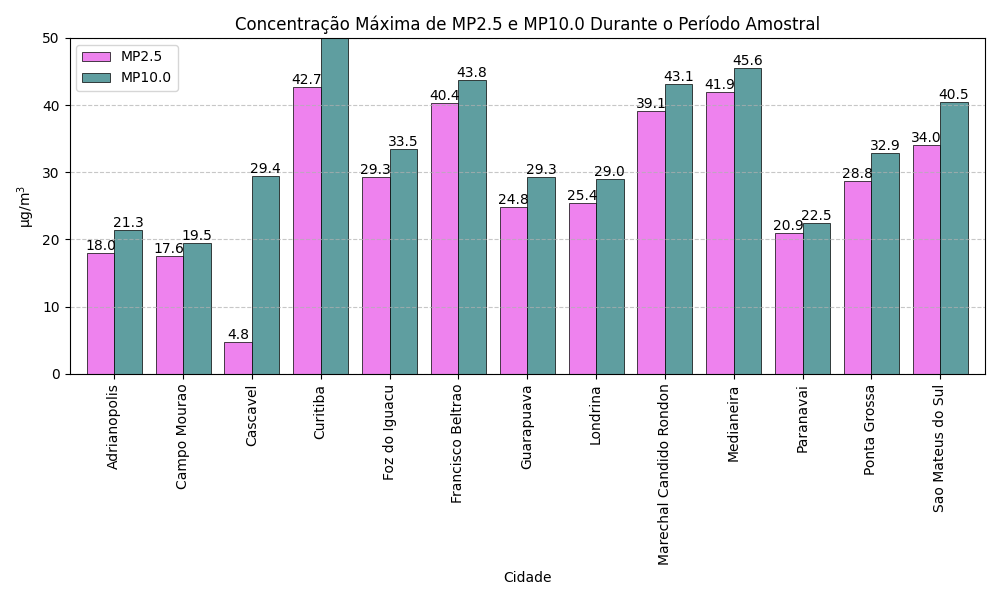 Concentração Máxima de MP2.5 e MP10.0 Durante o Período Amostral
MP2.5
MP10.0
µg/m³
50
40
30
20
10
0
18.0
21.3
17.6
19.5
4.8
29.4
42.7
29.3
33.5
40.4
43.8
24.8
29.3
25.4
29.0
39.1
43.1
41.9
45.6
20.9
22.5
28.8
32.9
34.0
40.5
Adrianopolis
Campo Mourao
Cascavel
Curitiba
Foz do Iguacu
Francisco Beltrao
Guarapuava
Londrina
Marechal Candido Rondon
Medianeira
Paranavai
Ponta Grossa
Sao Mateus do Sul
Cidade